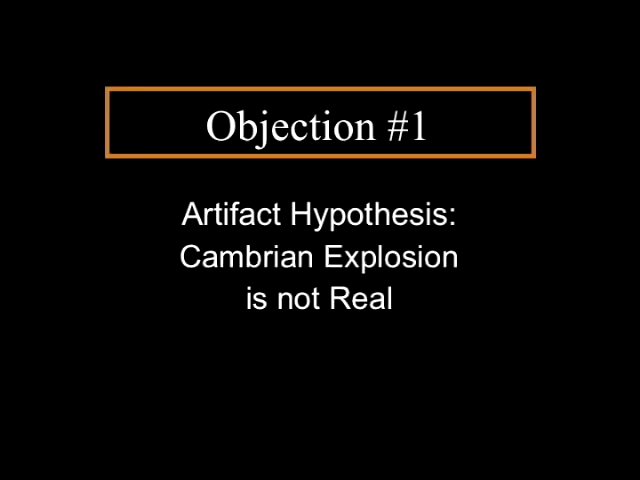 Objection #1
Artifact Hypothesis:
Cambrian Explosion
is not Real